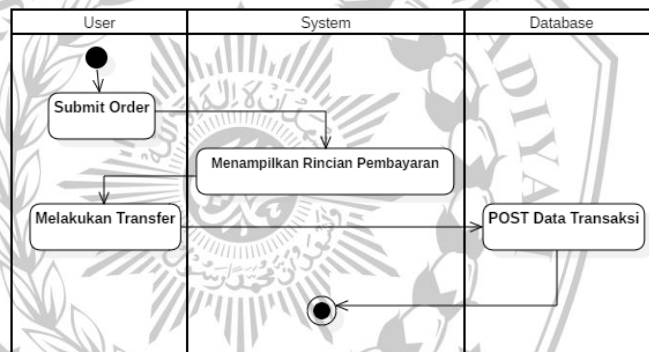 User
System
Database
Submit Order
Menampilkan Rincian Pembayaran
Melakukan Transfer
POST Data Transaksi